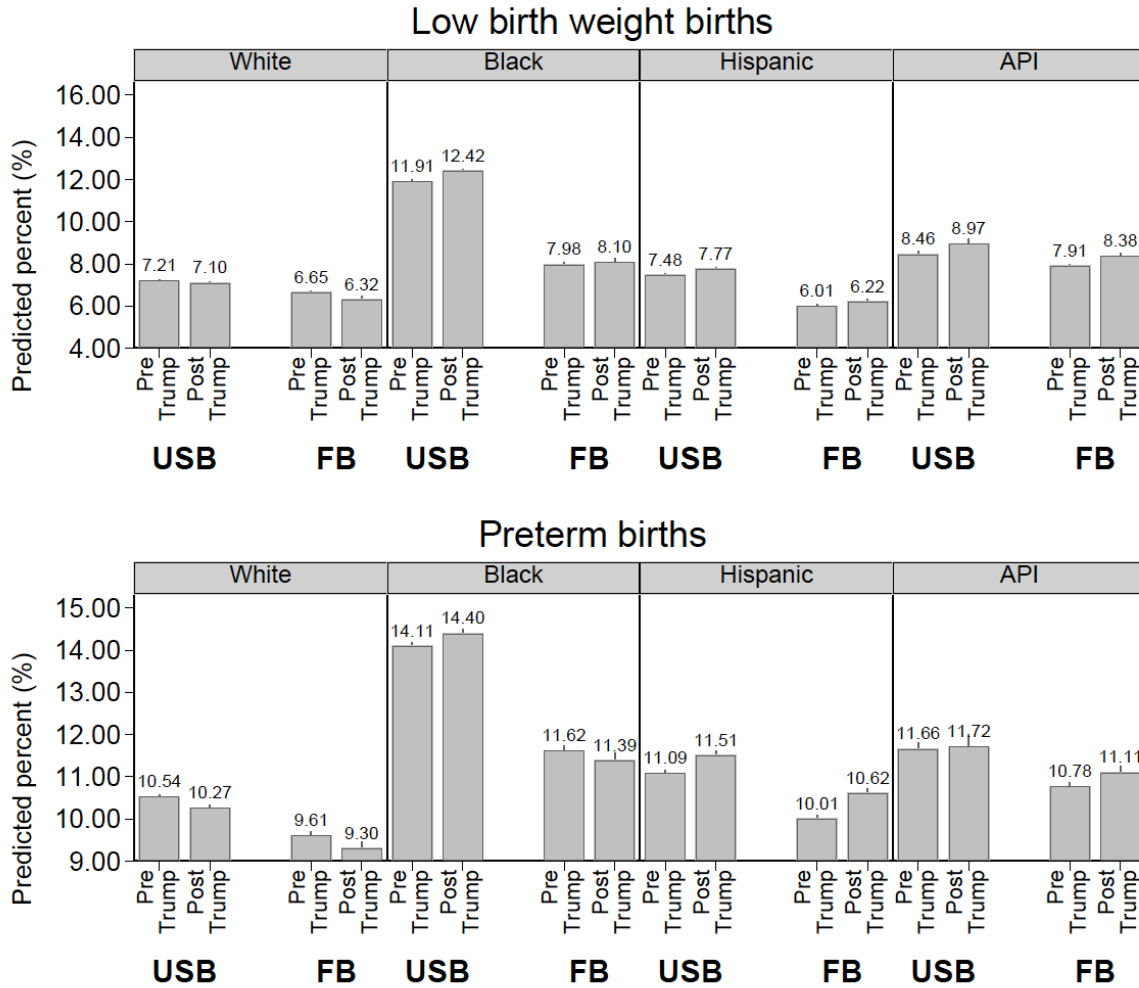 Low birth weight births
White Black Hispanic API
Predicted percent (%)
16.00
14.00
12.00
10.00
8.00
6.00
4.00
7.21 7.10 6.65 6.32 11.91 12.42 7.98 8.10 7.48 7.77 6.01 6.22 8.46 8.97 7.91 8.38
Pre Trump Post Trump Pre Trump Post Trump Pre Trump Post Trump Pre Trump Post Trump Pre Trump Post Trump Pre Trump Post Trump Pre Trump Post Trump Pre Trump Post Trump
USB FB USB FB USB FB USB FB
Preterm births
White Black Hispanic API
Predicted percent (%)
15.00
14.00
13.00
12.00
11.00
10.00
9.00
10.54 10.27 9.61 9.30 14.11 14.40 11.62 11.39 11.09 11.51 10.01 10.62 11.66 11.72 10.78 11.11
Pre Trump Post Trump Pre Trump Post Trump Pre Trump Post Trump Pre Trump Post Trump Pre Trump Post Trump Pre Trump Post Trump Pre Trump Post Trump Pre Trump Post Trump
USB FB USB FB USB FB USB FB